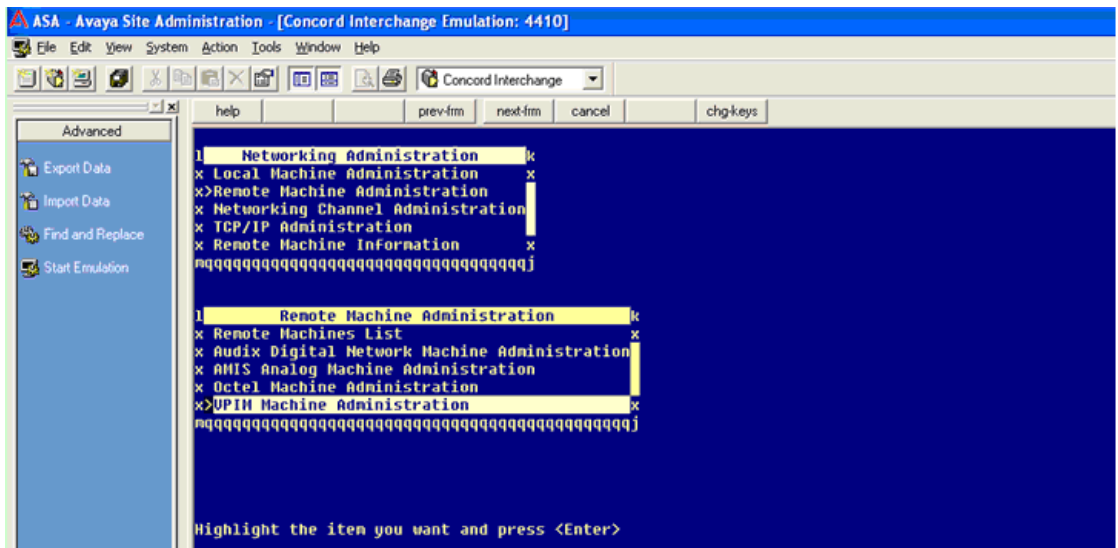 ASA - Avaya Site Administration - [Concord Interchange Emulation: 4410]
File Edit View System Action Tools Window Help
Concord Interchange
help prev-frm next-frm cancel chg-keys
Advanced
Export Data
Import Data
Find and Replace
Start Emulation
l Networking Administration k
x Local Machine Administration x
x>Remote Machine Administration
x Networking Channel Administration
x TCP/IP Administration
x Remote Machine Information x
mqqqqqqqqqqqqqqqqqqqqqqqqqqqqqqqqqqj
l Remote Machine Administration k
x Remote Machines List x
x Audix Digital Network Machine Administration
x AMIS Analog Machine Administration
x Octel Machine Administration
x>VPIM Machine Administration x
mqqqqqqqqqqqqqqqqqqqqqqqqqqqqqqqqqqqqqqqqqqqqqj
Highlight the item you want and press <Enter>